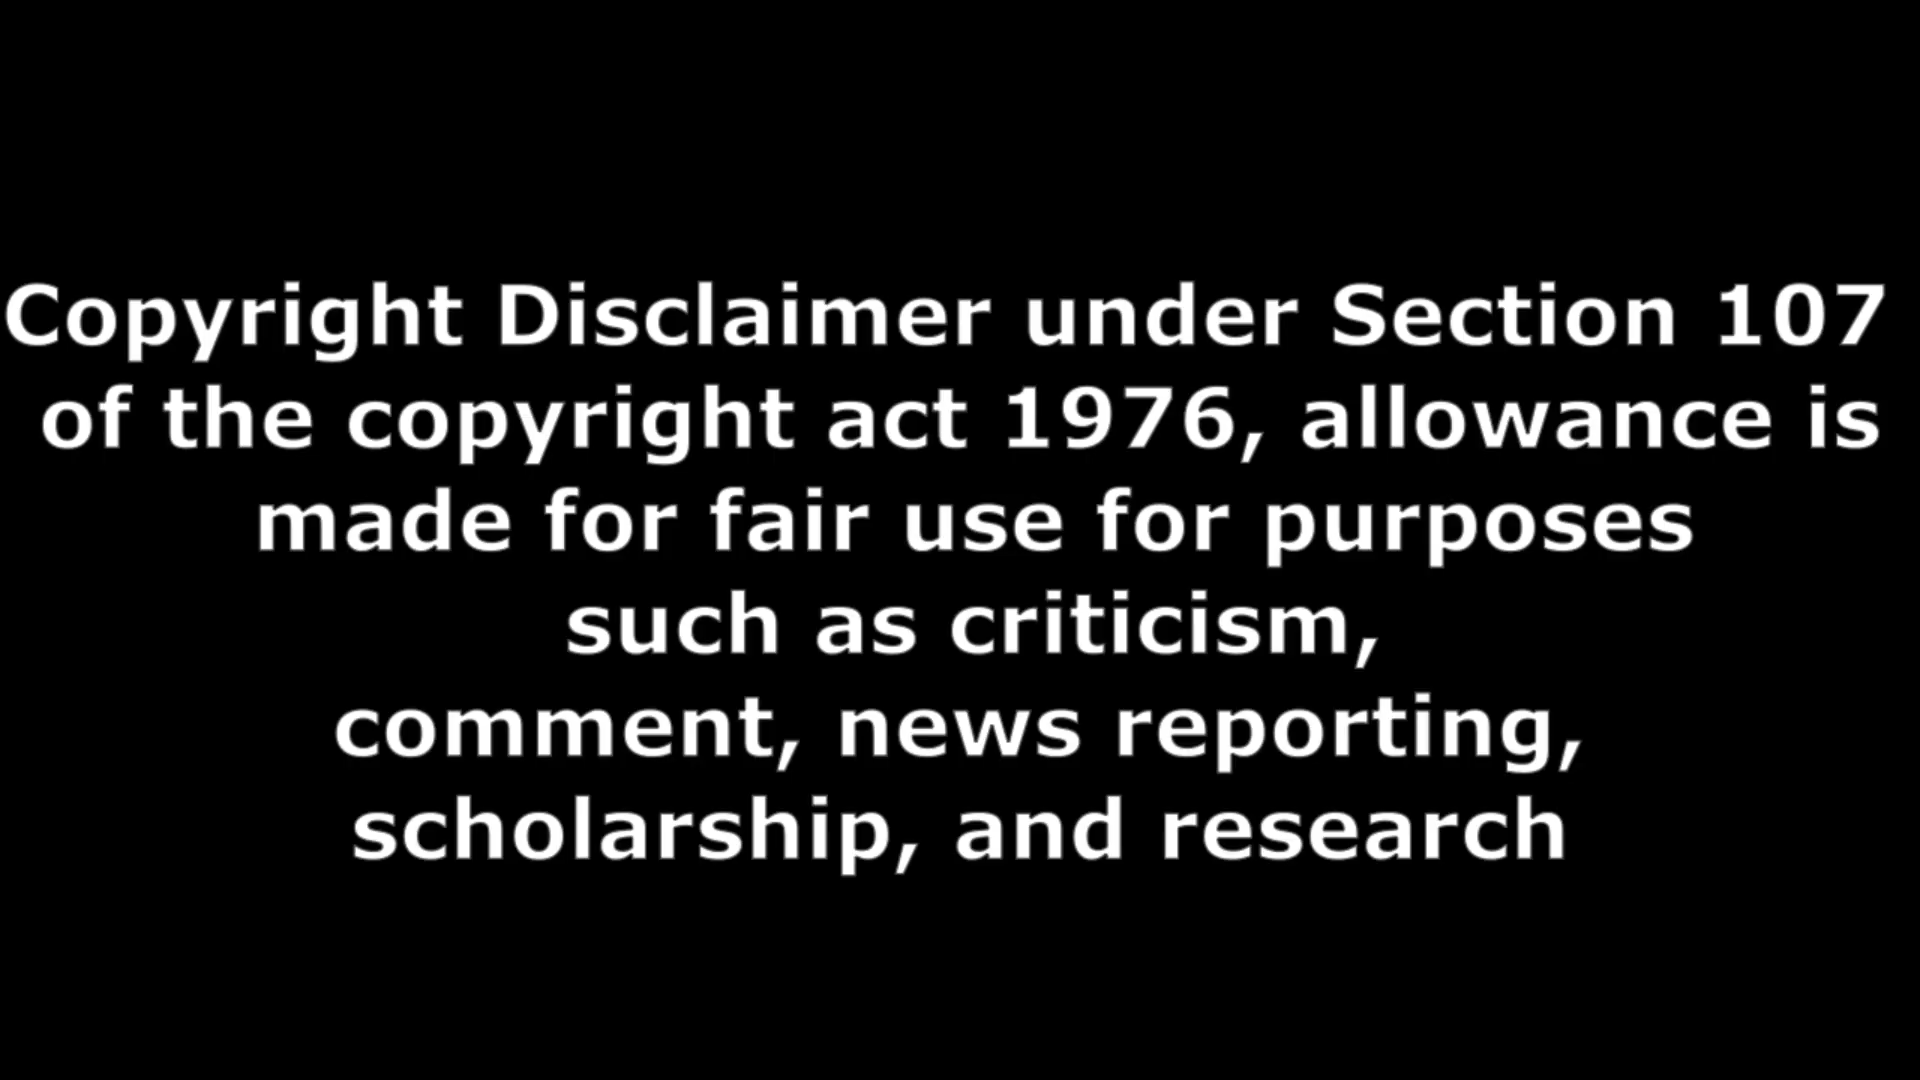 Copyright Disclaimer under Section 107
of the copyright act 1976, allowance is
made for fair use for purposes
such as criticism,
comment, news reporting,
scholarship, and research